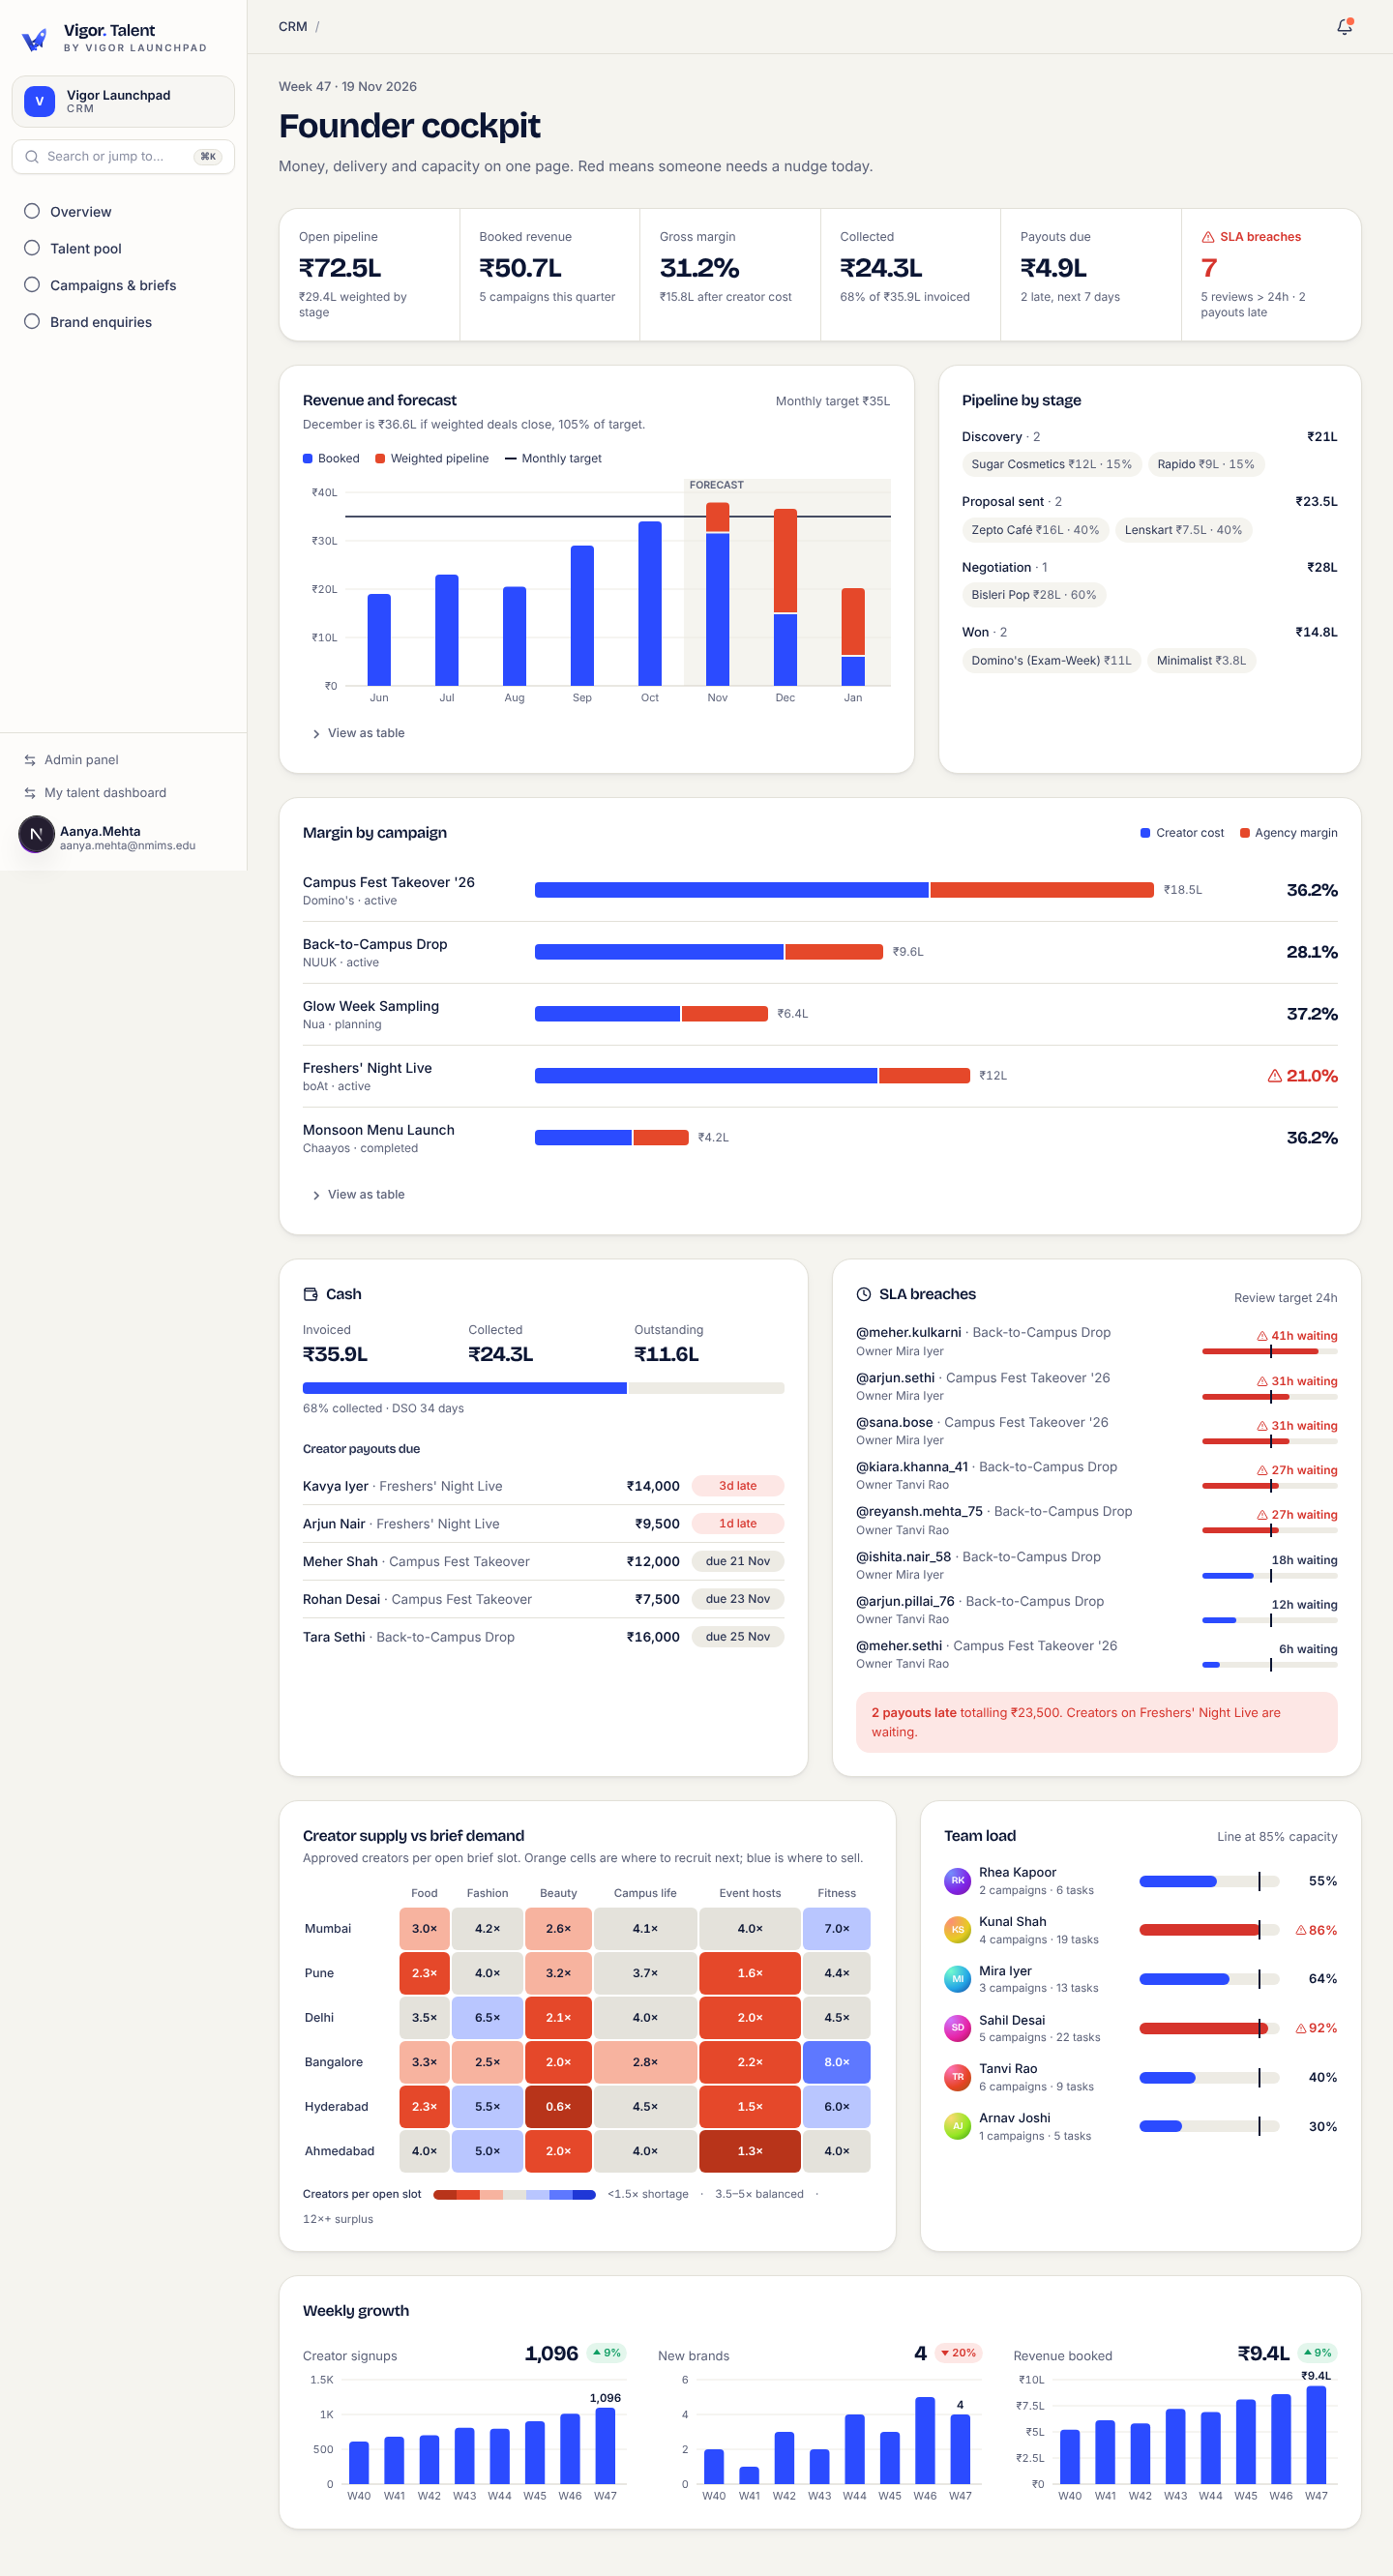 Vigor. Talent
BY VIGOR LAUNCHPAD
V
Vigor Launchpad
CRM
Search or jump to...
⌘K
Overview
Talent pool
Campaigns & briefs
Brand enquiries
Admin panel
My talent dashboard
N
Aanya.Mehta
aanya.mehta@nmims.edu
CRM /
Week 47 · 19 Nov 2026
Founder cockpit
Money, delivery and capacity on one page. Red means someone needs a nudge today.
Open pipeline
₹72.5L
₹29.4L weighted by
stage
Booked revenue
₹50.7L
5 campaigns this quarter
Gross margin
31.2%
₹15.8L after creator cost
Collected
₹24.3L
68% of ₹35.9L invoiced
Payouts due
₹4.9L
2 late, next 7 days
SLA breaches
7
5 reviews > 24h · 2
payouts late
Revenue and forecast
Monthly target ₹35L
December is ₹36.6L if weighted deals close, 105% of target.
Booked Weighted pipeline Monthly target
FORECAST
₹40L
₹30L
₹20L
₹10L
₹0
Jun Jul Aug Sep Oct Nov Dec Jan
View as table
Pipeline by stage
Discovery · 2 ₹21L
Sugar Cosmetics ₹12L · 15% Rapido ₹9L · 15%
Proposal sent · 2 ₹23.5L
Zepto Café ₹16L · 40% Lenskart ₹7.5L · 40%
Negotiation · 1 ₹28L
Bisleri Pop ₹28L · 60%
Won · 2 ₹14.8L
Domino's (Exam-Week) ₹11L Minimalist ₹3.8L
Margin by campaign
Creator cost Agency margin
Campus Fest Takeover '26
Domino's · active
₹18.5L
36.2%
Back-to-Campus Drop
NUUK · active
₹9.6L
28.1%
Glow Week Sampling
Nua · planning
₹6.4L
37.2%
Freshers' Night Live
boAt · active
₹12L
21.0%
Monsoon Menu Launch
Chaayos · completed
₹4.2L
36.2%
View as table
Cash
Invoiced
₹35.9L
Collected
₹24.3L
Outstanding
₹11.6L
68% collected · DSO 34 days
Creator payouts due
Kavya Iyer · Freshers' Night Live ₹14,000 3d late
Arjun Nair · Freshers' Night Live ₹9,500 1d late
Meher Shah · Campus Fest Takeover ₹12,000 due 21 Nov
Rohan Desai · Campus Fest Takeover ₹7,500 due 23 Nov
Tara Sethi · Back-to-Campus Drop ₹16,000 due 25 Nov
SLA breaches
Review target 24h
@meher.kulkarni · Back-to-Campus Drop
Owner Mira Iyer
41h waiting
@arjun.sethi · Campus Fest Takeover '26
Owner Mira Iyer
31h waiting
@sana.bose · Campus Fest Takeover '26
Owner Mira Iyer
31h waiting
@kiara.khanna_41 · Back-to-Campus Drop
Owner Tanvi Rao
27h waiting
@reyansh.mehta_75 · Back-to-Campus Drop
Owner Tanvi Rao
27h waiting
@ishita.nair_58 · Back-to-Campus Drop
Owner Mira Iyer
18h waiting
@arjun.pillai_76 · Back-to-Campus Drop
Owner Tanvi Rao
12h waiting
@meher.sethi · Campus Fest Takeover '26
Owner Tanvi Rao
6h waiting
2 payouts late totalling ₹23,500. Creators on Freshers' Night Live are
waiting.
Creator supply vs brief demand
Approved creators per open brief slot. Orange cells are where to recruit next; blue is where to sell.
Food Fashion Beauty Campus life Event hosts Fitness
Mumbai 3.0× 4.2× 2.6× 4.1× 4.0× 7.0×
Pune 2.3× 4.0× 3.2× 3.7× 1.6× 4.4×
Delhi 3.5× 6.5× 2.1× 4.0× 2.0× 4.5×
Bangalore 3.3× 2.5× 2.0× 2.8× 2.2× 8.0×
Hyderabad 2.3× 5.5× 0.6× 4.5× 1.5× 6.0×
Ahmedabad 4.0× 5.0× 2.0× 4.0× 1.3× 4.0×
Creators per open slot <1.5× shortage · 3.5–5× balanced ·
12×+ surplus
Team load
Line at 85% capacity
RK
Rhea Kapoor
2 campaigns · 6 tasks
55%
KS
Kunal Shah
4 campaigns · 19 tasks
86%
MI
Mira Iyer
3 campaigns · 13 tasks
64%
SD
Sahil Desai
5 campaigns · 22 tasks
92%
TR
Tanvi Rao
6 campaigns · 9 tasks
40%
AJ
Arnav Joshi
1 campaigns · 5 tasks
30%
Weekly growth
Creator signups 1,096 9%
1.5K
1K
500
0
1,096
W40 W41 W42 W43 W44 W45 W46 W47
New brands 4 20%
6
4
2
0
4
W40 W41 W42 W43 W44 W45 W46 W47
Revenue booked ₹9.4L 9%
₹10L
₹7.5L
₹5L
₹2.5L
₹0
₹9.4L
W40 W41 W42 W43 W44 W45 W46 W47